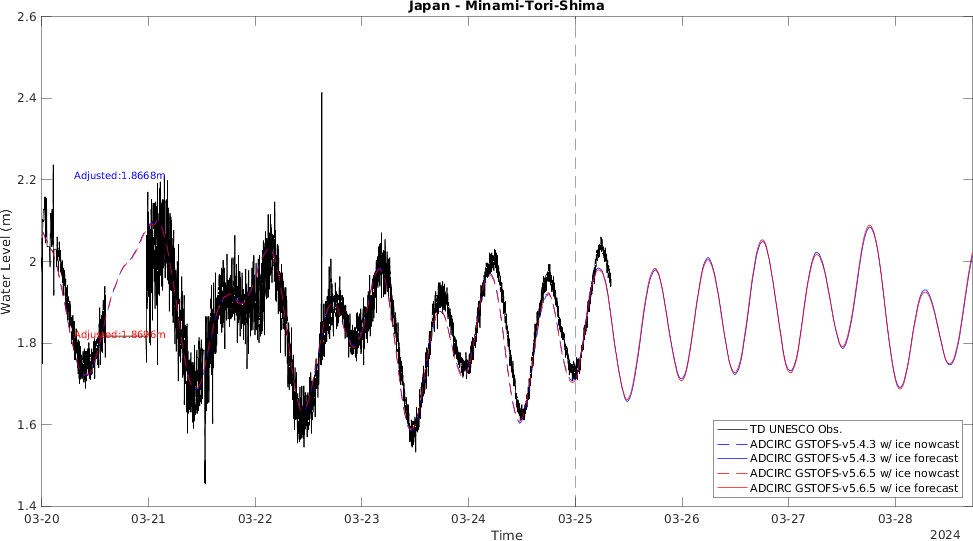 Japan - Minami-Tori-Shima
2.6
2.4
2.2
2
1.8
1.6
1.4
Water Level (m)
Adjusted:1.8668m
Adjusted:1.8696m
TD UNESCO Obs.
ADCIRC GSTOFS-v5.4.3 w/ ice nowcast
ADCIRC GSTOFS-v5.4.3 w/ ice forecast
ADCIRC GSTOFS-v5.6.5 w/ ice nowcast
ADCIRC GSTOFS-v5.6.5 w/ ice forecast
03-20 03-21 03-22 03-23 03-24 03-25 03-26 03-27 03-28
Time
2024